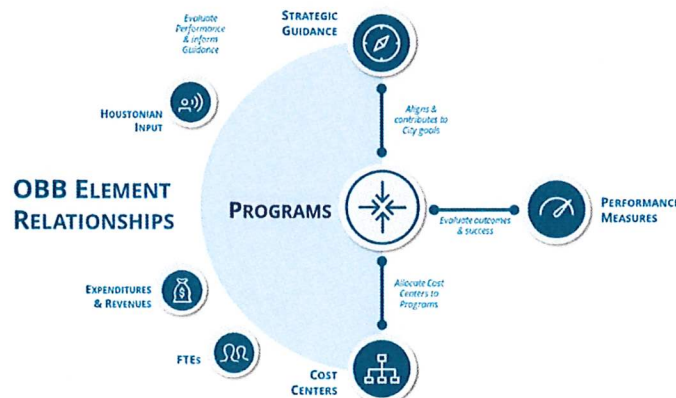 Evaluate
Performance
& inform
Guidance
STRATEGIC
GUIDANCE
HOUSTONIAN
INPUT
Aligns &
contributes to
City goals
OBB ELEMENT
RELATIONSHIPS
PROGRAMS
Evaluate outcomes
& success
PERFORMANCE
MEASURES
EXPENDITURES
& REVENUES
$
Allocate Cost
Centers to
Programs
FTES
COST
CENTERS